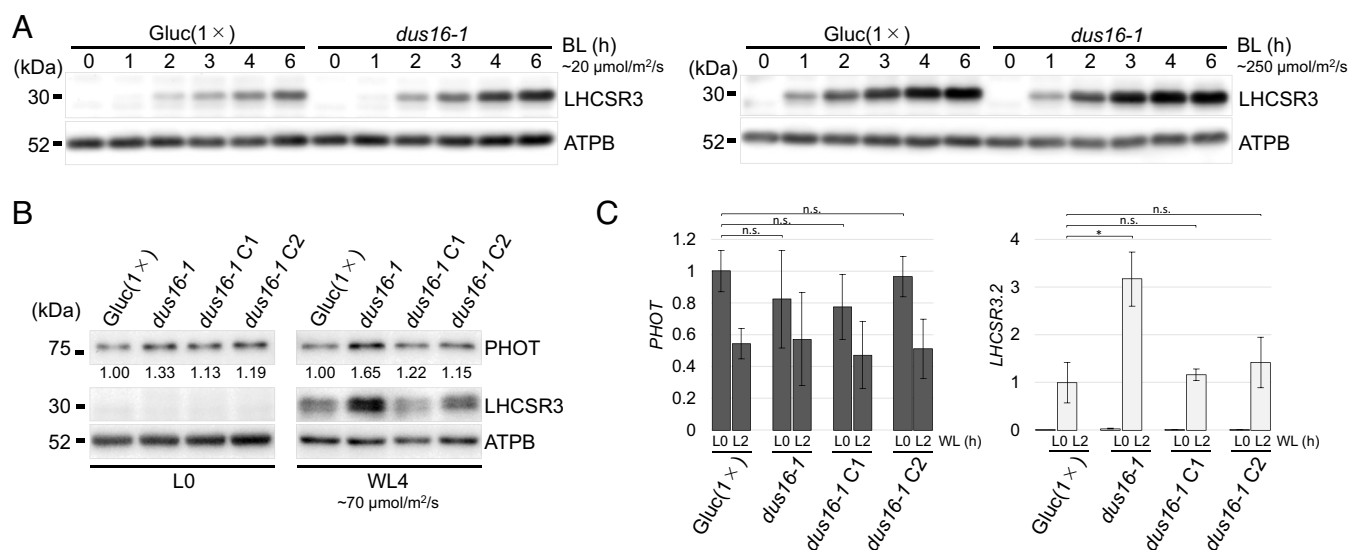 A
Gluc(1×) dus16-1 BL (h)
(kDa) 0 1 2 3 4 6 0 1 2 3 4 6 ~20 μmol/m²/s
30 LHCSR3
52 ATPB
Gluc(1×) dus16-1 BL (h)
(kDa) 0 1 2 3 4 6 0 1 2 3 4 6 ~250 μmol/m²/s
30 LHCSR3
52 ATPB
B
Gluc(1×) dus16-1 dus16-1 C1 dus16-1 C2 Gluc(1×) dus16-1 dus16-1 C1 dus16-1 C2
(kDa)
75 PHOT
1.00 1.33 1.13 1.19 1.00 1.65 1.22 1.15
30 LHCSR3
52 ATPB
L0 WL4
~70 μmol/m²/s
C
n.s.
n.s.
n.s.
PHOT
1.2
1
0.8
0.6
0.4
0.2
0
L0 L2 L0 L2 L0 L2 L0 L2 WL (h)
Gluc(1×) dus16-1 dus16-1 C1 dus16-1 C2
n.s.
n.s.
*
LHCSR3.2
4
3
2
1
0
L0 L2 L0 L2 L0 L2 L0 L2 WL (h)
Gluc(1×) dus16-1 dus16-1 C1 dus16-1 C2